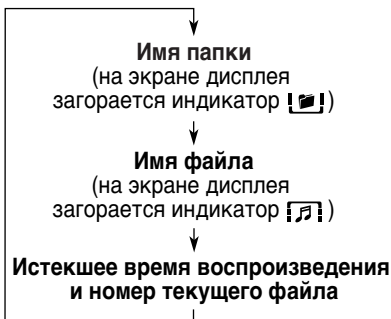 Имя папки
(на экране дисплея
загорается индикатор )
Имя файла
(на экране дисплея
загорается индикатор )
Истекшее время воспроизведения
и номер текущего файла